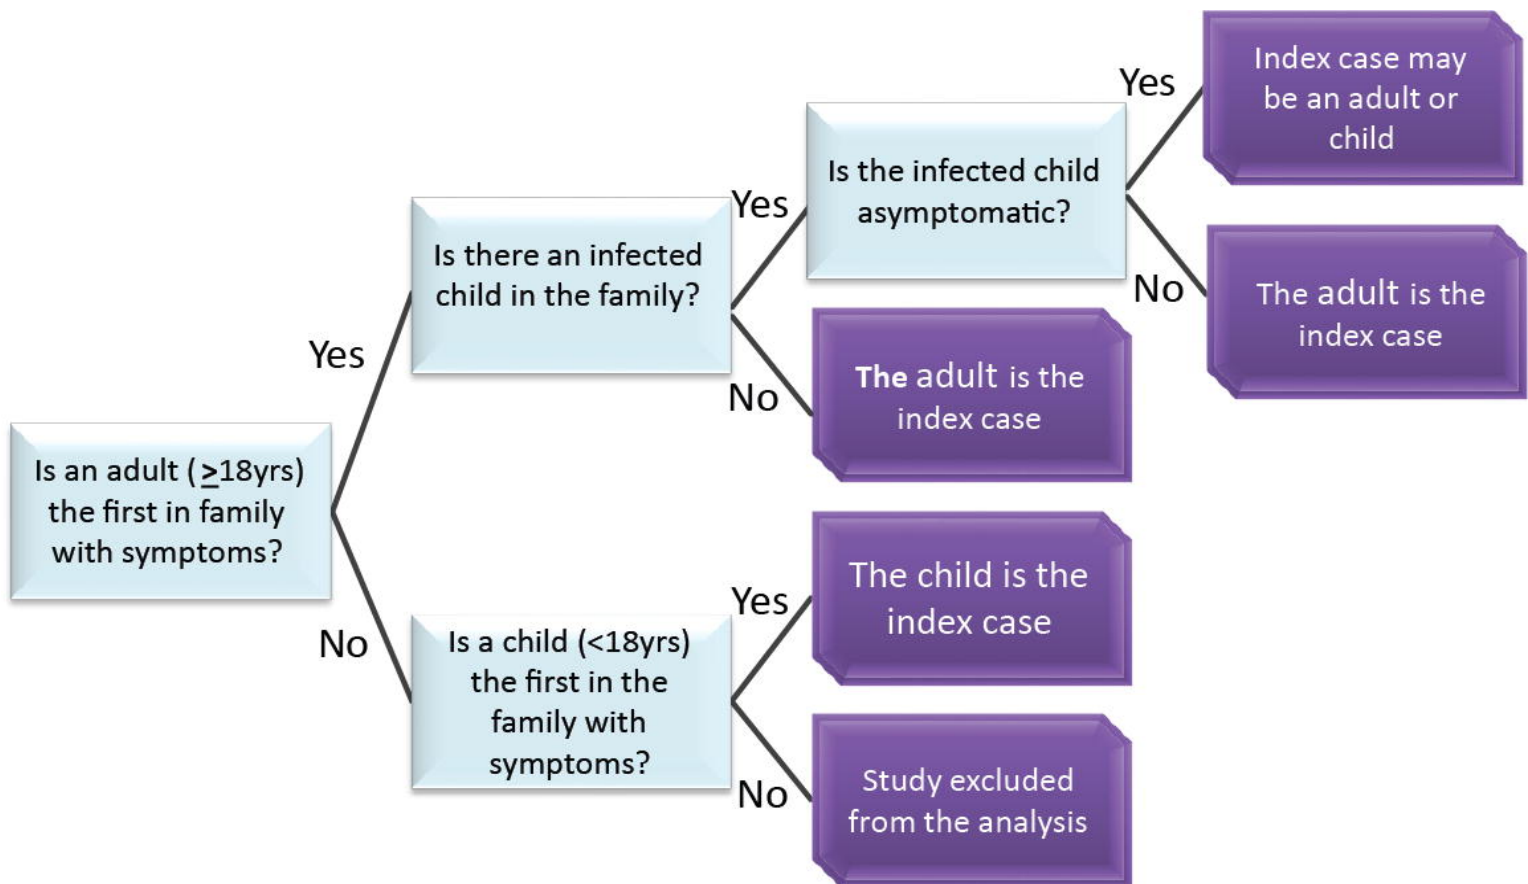 Is an adult (≥18yrs)
the first in family
with symptoms?
Yes
No
Is there an infected
child in the family?
Yes
No
Is the infected child
asymptomatic?
Yes
No
Index case may
be an adult or
child
The adult is the
index case
The adult is the
index case
Is a child (<18yrs)
the first in the
family with
symptoms?
Yes
No
The child is the
index case
Study excluded
from the analysis